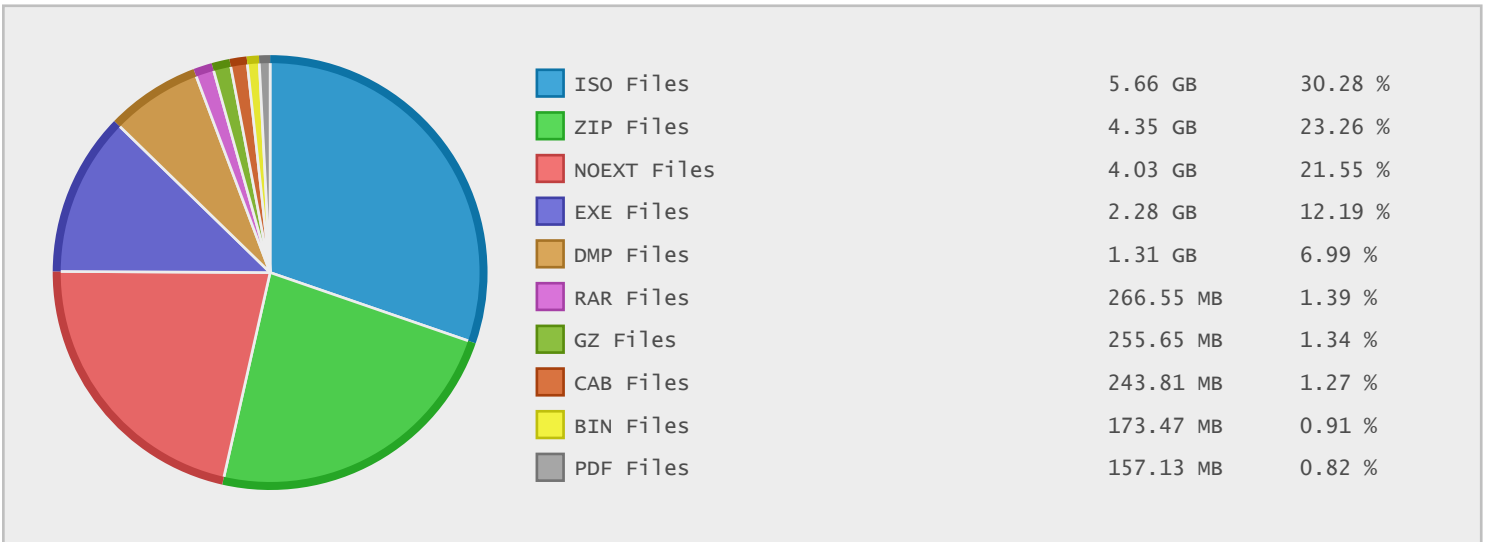 ISO Files 5.66 GB 30.28 %
ZIP Files 4.35 GB 23.26 %
NOEXT Files 4.03 GB 21.55 %
EXE Files 2.28 GB 12.19 %
DMP Files 1.31 GB 6.99 %
RAR Files 266.55 MB 1.39 %
GZ Files 255.65 MB 1.34 %
CAB Files 243.81 MB 1.27 %
BIN Files 173.47 MB 0.91 %
PDF Files 157.13 MB 0.82 %